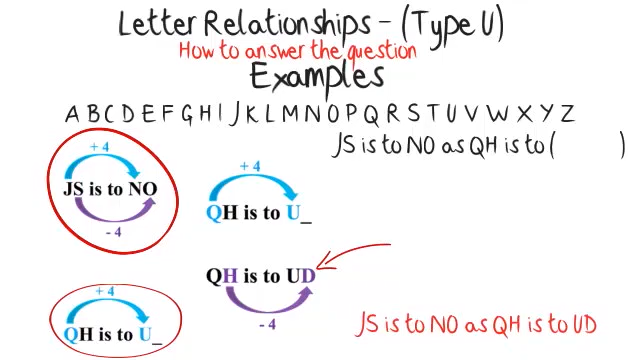 Letter Relationships - (Type U)
How to answer the question
Examples
A B C D E F G H I J K L M N O P Q R S T U V W X Y Z
JS is to NO as QH is to (          )
+ 4
JS is to NO
- 4
+ 4
QH is to U_
QH is to UD
- 4
+ 4
QH is to U_
JS is to NO as QH is to UD